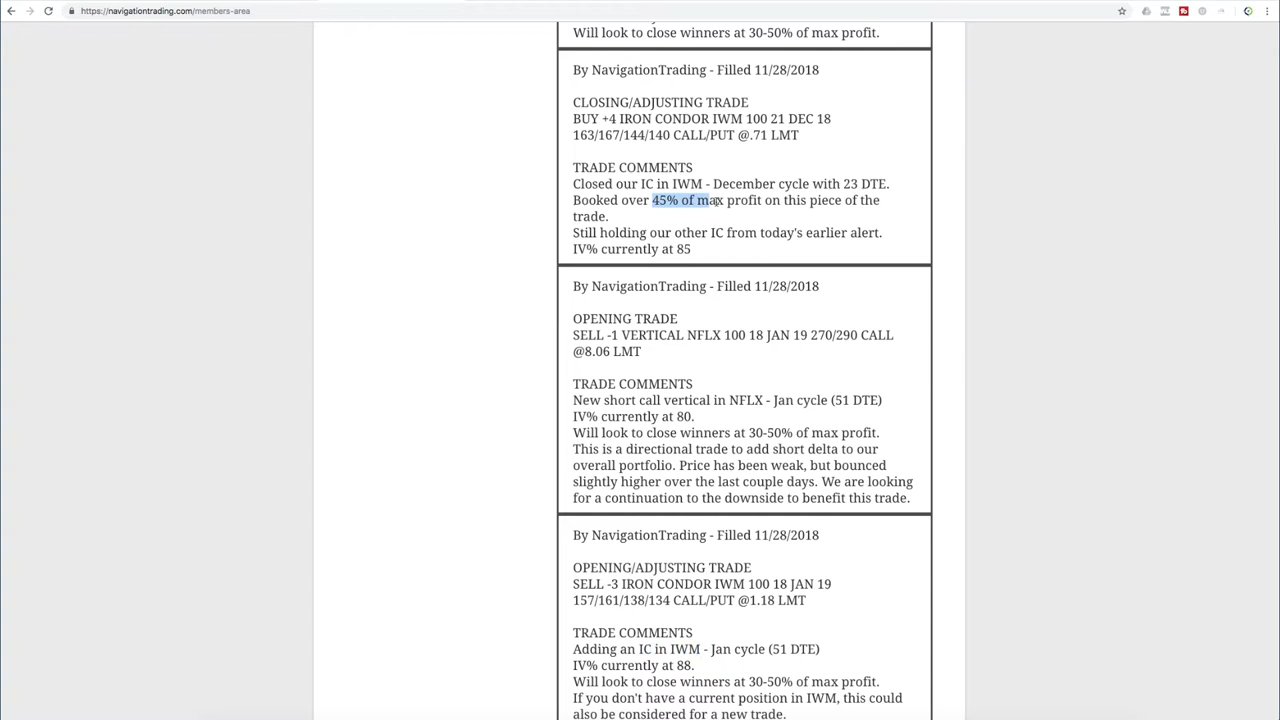 https://navigationtrading.com/members-area
Will look to close winners at 30-50% of max profit.
By NavigationTrading - Filled 11/28/2018
CLOSING/ADJUSTING TRADE
BUY +4 IRON CONDOR IWM 100 21 DEC 18
163/167/144/140 CALL/PUT @.71 LMT
TRADE COMMENTS
Closed our IC in IWM - December cycle with 23 DTE.
Booked over 45% of max profit on this piece of the
trade.
Still holding our other IC from today's earlier alert.
IV% currently at 85
By NavigationTrading - Filled 11/28/2018
OPENING TRADE
SELL -1 VERTICAL NFLX 100 18 JAN 19 270/290 CALL
@8.06 LMT
TRADE COMMENTS
New short call vertical in NFLX - Jan cycle (51 DTE)
IV% currently at 80.
Will look to close winners at 30-50% of max profit.
This is a directional trade to add short delta to our
overall portfolio. Price has been weak, but bounced
slightly higher over the last couple days. We are looking
for a continuation to the downside to benefit this trade.
By NavigationTrading - Filled 11/28/2018
OPENING/ADJUSTING TRADE
SELL -3 IRON CONDOR IWM 100 18 JAN 19
157/161/138/134 CALL/PUT @1.18 LMT
TRADE COMMENTS
Adding an IC in IWM - Jan cycle (51 DTE)
IV% currently at 88.
Will look to close winners at 30-50% of max profit.
If you don't have a current position in IWM, this could
also be considered for a new trade.